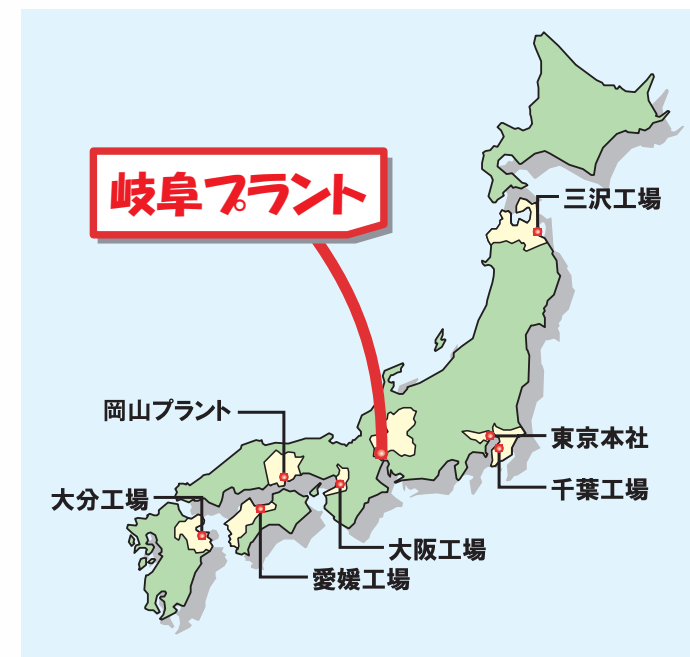 岐阜プラント
三沢工場
岡山プラント
東京本社
千葉工場
大分工場
大阪工場
愛媛工場